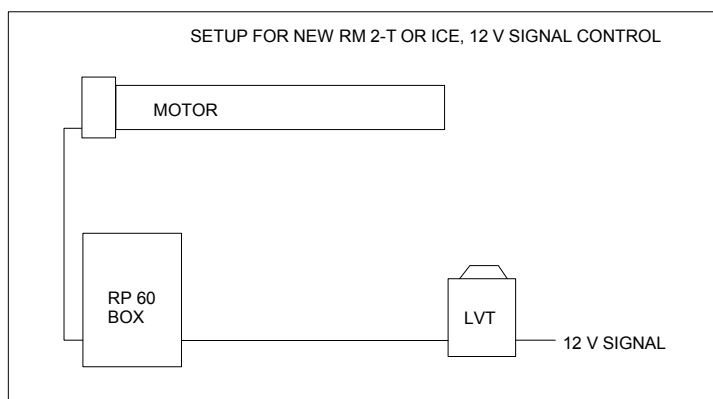 SETUP FOR NEW RM 2-T OR ICE, 12 V SIGNAL CONTROL
MOTOR
RP 60
BOX
LVT
12 V SIGNAL